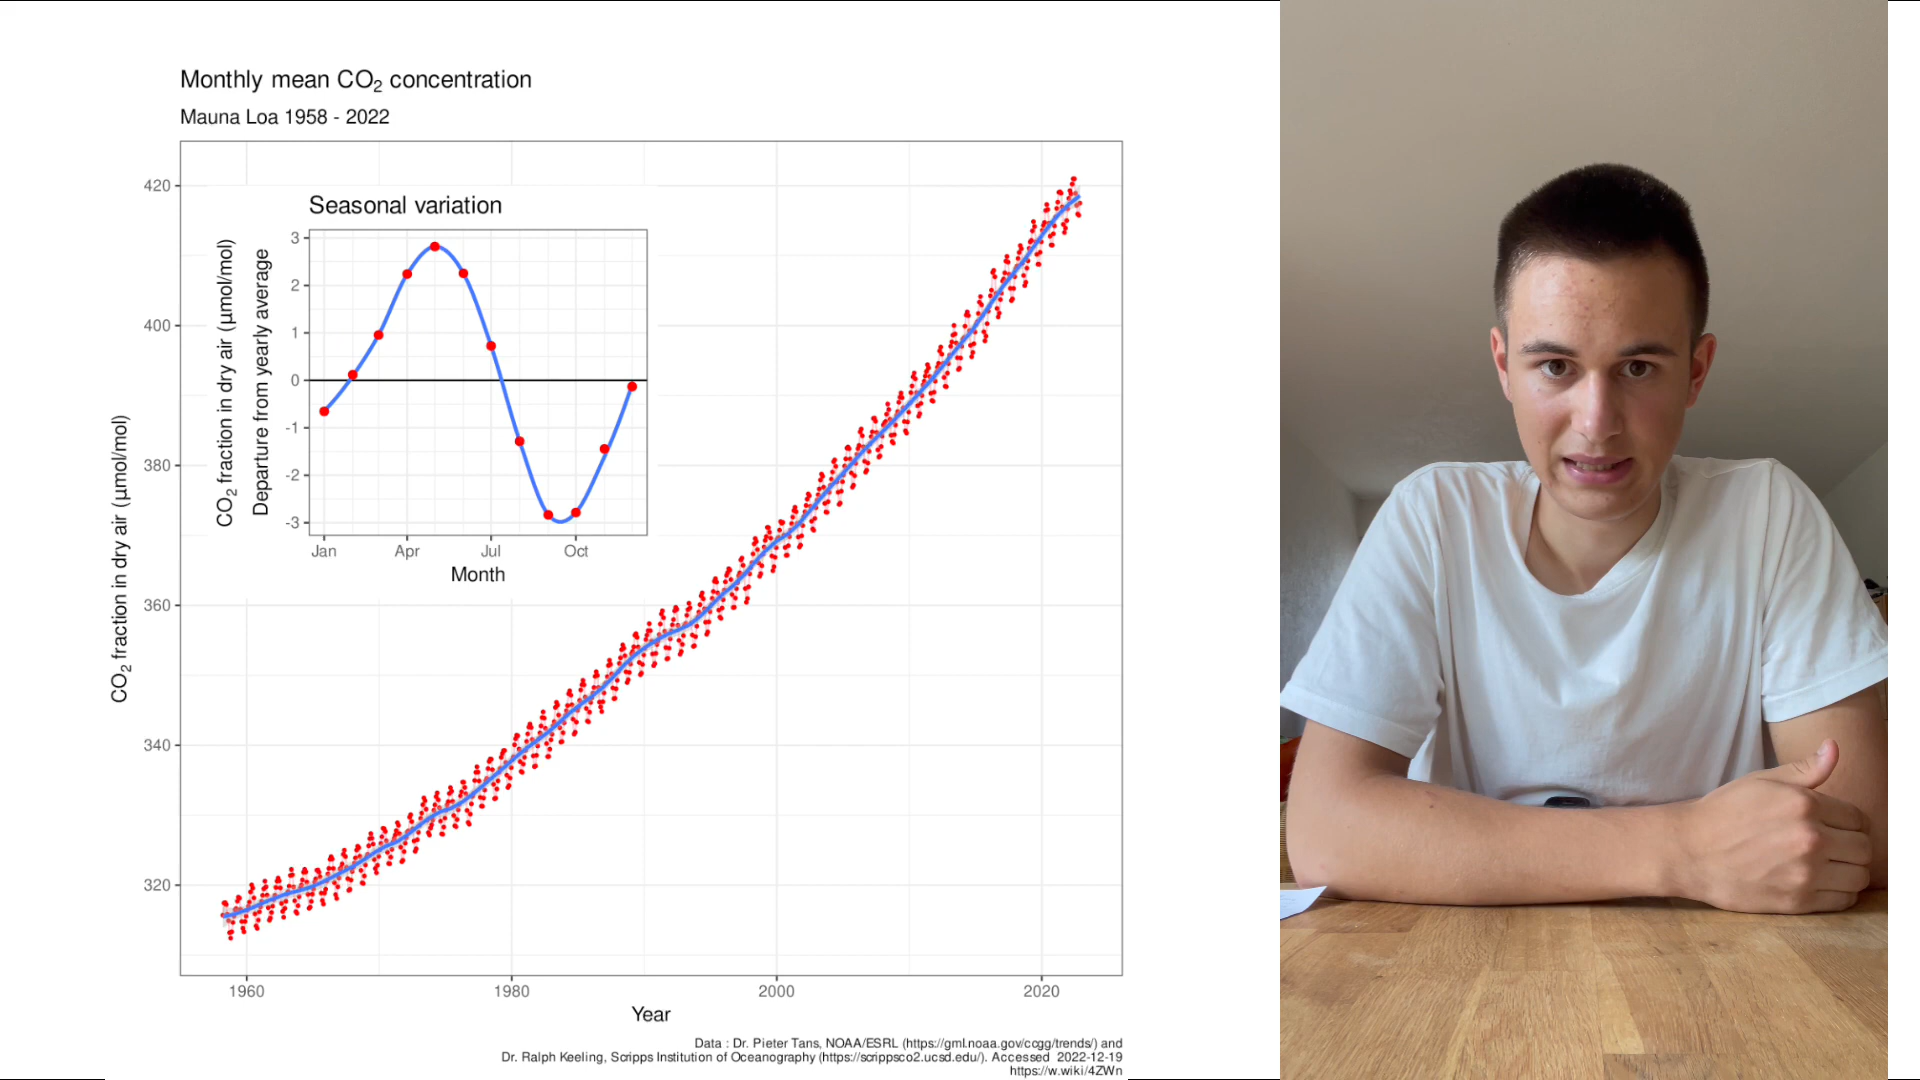 Monthly mean CO₂ concentration
Mauna Loa 1958 - 2022
CO₂ fraction in dry air (µmol/mol)
420
400
380
360
340
320
Seasonal variation
CO₂ fraction in dry air (µmol/mol)
Departure from yearly average
3
2
1
0
-1
-2
-3
Jan Apr Jul Oct
Month
1960 1980 2000 2020
Year
Data : Dr. Pieter Tans, NOAA/ESRL (https://gml.noaa.gov/ccgg/trends/) and
Dr. Ralph Keeling, Scripps Institution of Oceanography (https://scrippsco2.ucsd.edu/). Accessed 2022-12-19
https://w.wiki/4ZWn